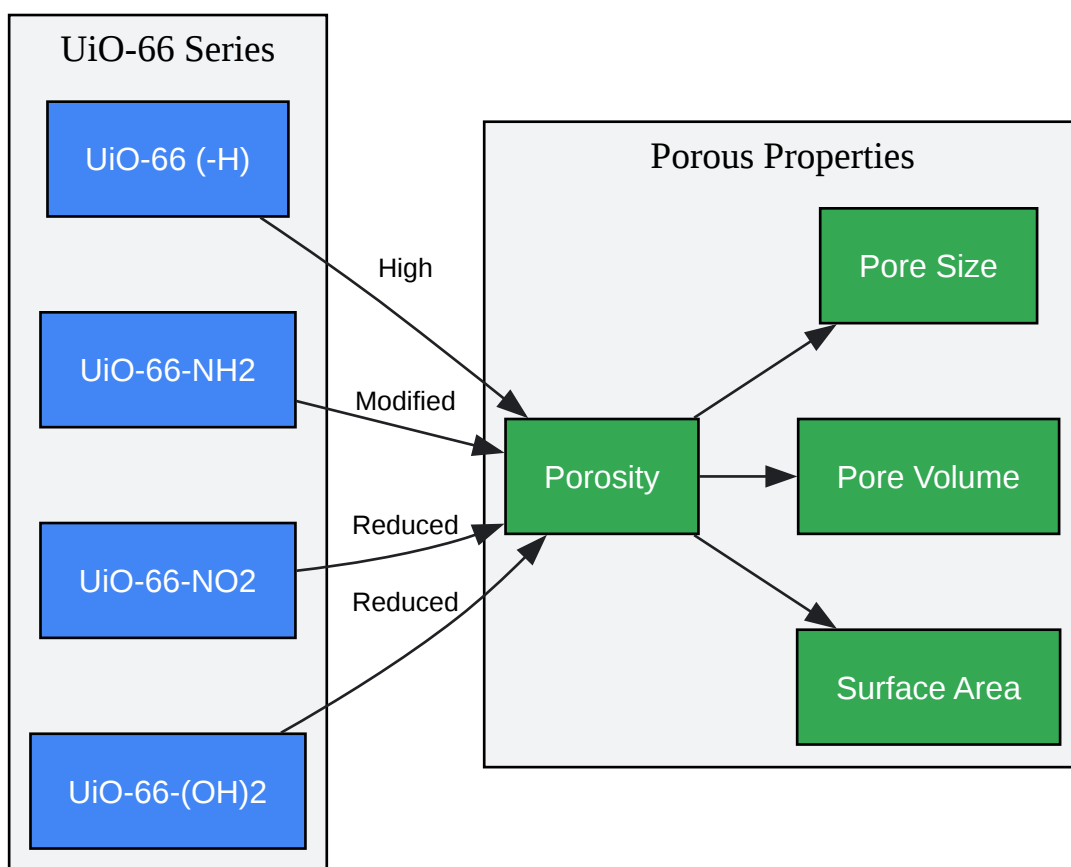 UiO-66 Series
UiO-66 (-H)
UiO-66-NH2
UiO-66-NO2
UiO-66-(OH)2
High
Modified
Reduced
Reduced
Porous Properties
Porosity
Pore Size
Pore Volume
Surface Area